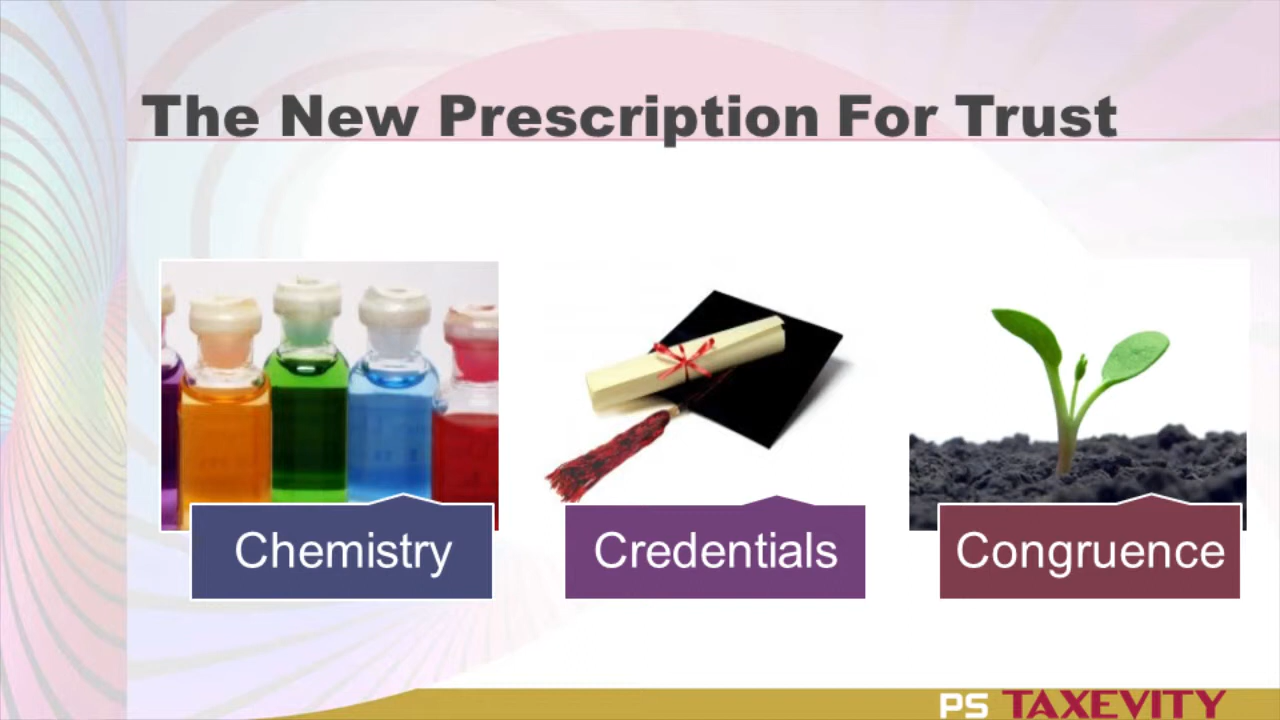 The New Prescription For Trust
Chemistry
Credentials
Congruence
PS TAXEVITY